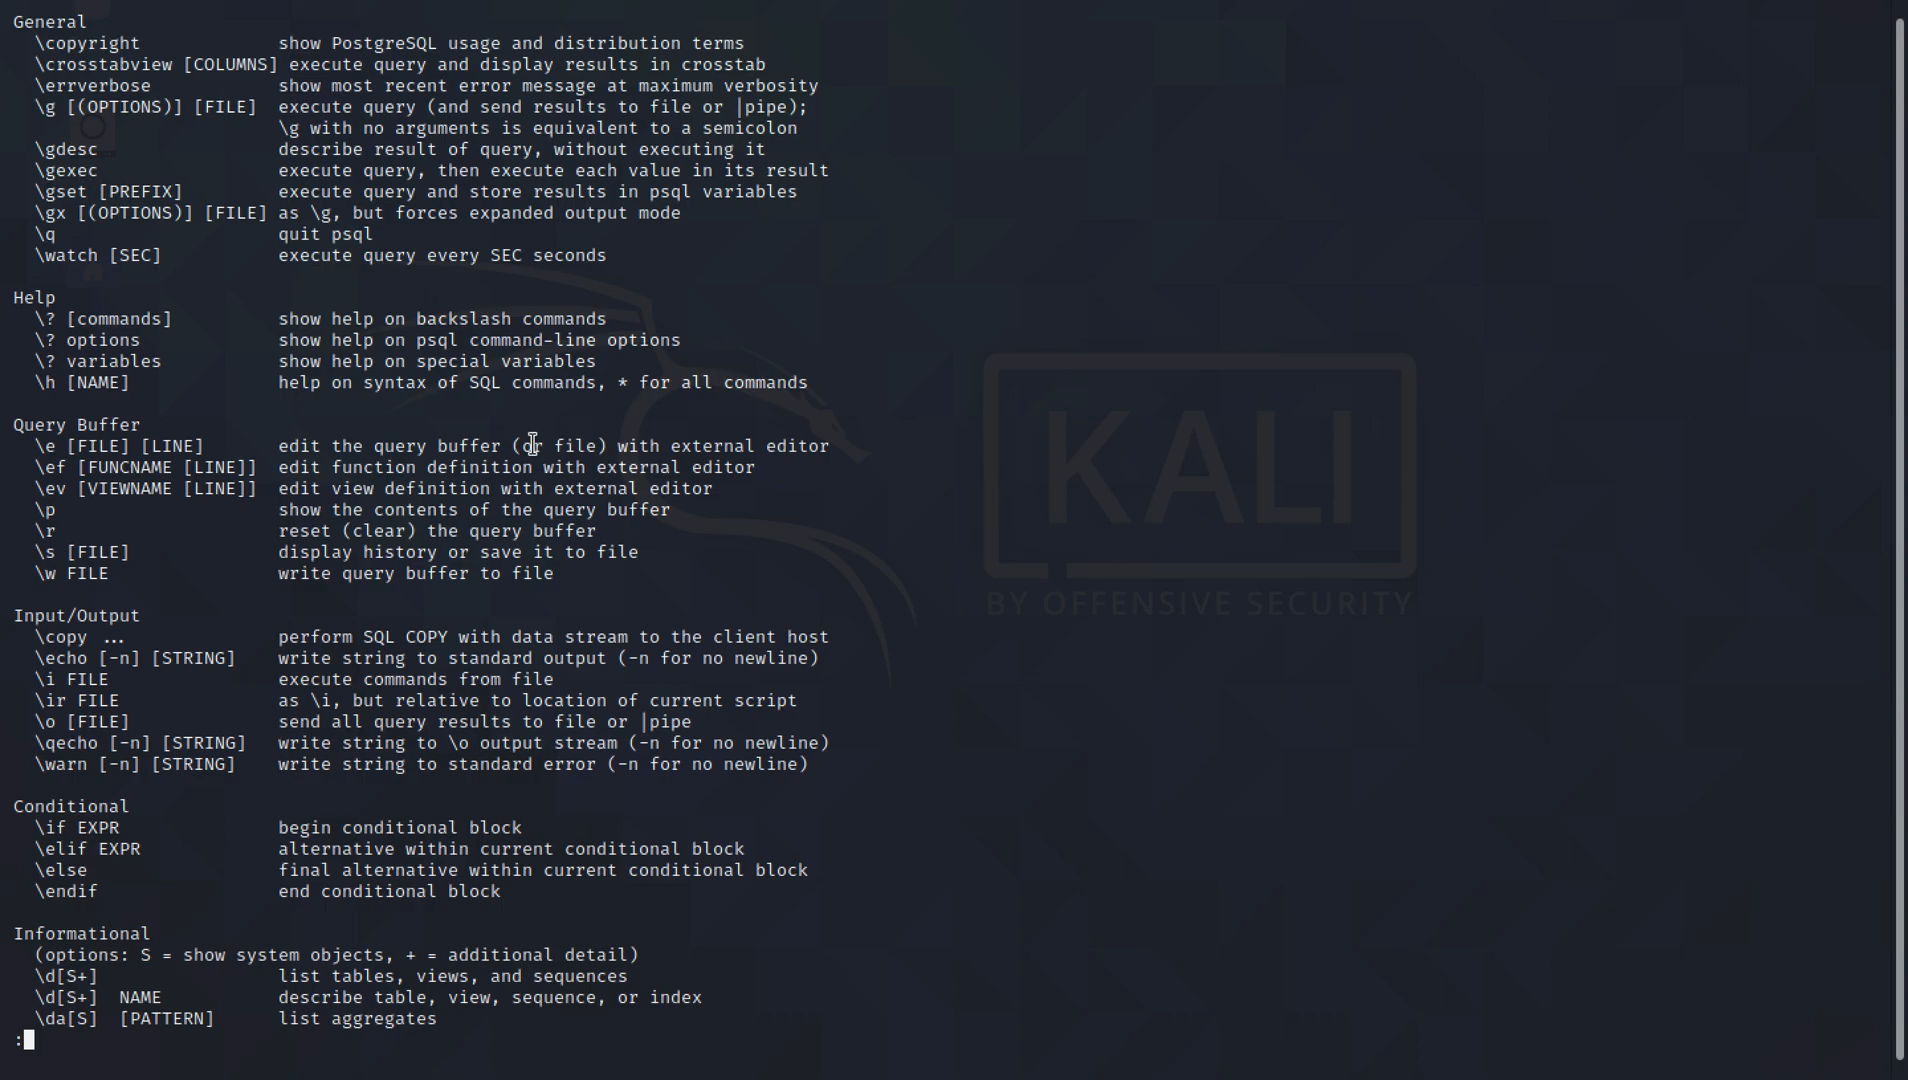 General
  \copyright             show PostgreSQL usage and distribution terms
  \crosstabview [COLUMNS] execute query and display results in crosstab
  \errverbose            show most recent error message at maximum verbosity
  \g [(OPTIONS)] [FILE]  execute query (and send results to file or |pipe);
                         \g with no arguments is equivalent to a semicolon
  \gdesc                 describe result of query, without executing it
  \gexec                 execute query, then execute each value in its result
  \gset [PREFIX]         execute query and store results in psql variables
  \gx [(OPTIONS)] [FILE] as \g, but forces expanded output mode
  \q                     quit psql
  \watch [SEC]           execute query every SEC seconds

Help
  \? [commands]          show help on backslash commands
  \? options             show help on psql command-line options
  \? variables           show help on special variables
  \h [NAME]              help on syntax of SQL commands, * for all commands

Query Buffer
  \e [FILE] [LINE]       edit the query buffer (or file) with external editor
  \ef [FUNCNAME [LINE]]  edit function definition with external editor
  \ev [VIEWNAME [LINE]]  edit view definition with external editor
  \p                     show the contents of the query buffer
  \r                     reset (clear) the query buffer
  \s [FILE]              display history or save it to file
  \w FILE                write query buffer to file

Input/Output
  \copy ...              perform SQL COPY with data stream to the client host
  \echo [-n] [STRING]    write string to standard output (-n for no newline)
  \i FILE                execute commands from file
  \ir FILE               as \i, but relative to location of current script
  \o [FILE]              send all query results to file or |pipe
  \qecho [-n] [STRING]   write string to \o output stream (-n for no newline)
  \warn [-n] [STRING]    write string to standard error (-n for no newline)

Conditional
  \if EXPR               begin conditional block
  \elif EXPR             alternative within current conditional block
  \else                  final alternative within current conditional block
  \endif                 end conditional block

Informational
  (options: S = show system objects, + = additional detail)
  \d[S+]                 list tables, views, and sequences
  \d[S+]  NAME           describe table, view, sequence, or index
  \da[S]  [PATTERN]      list aggregates
:
KALI
BY OFFENSIVE SECURITY